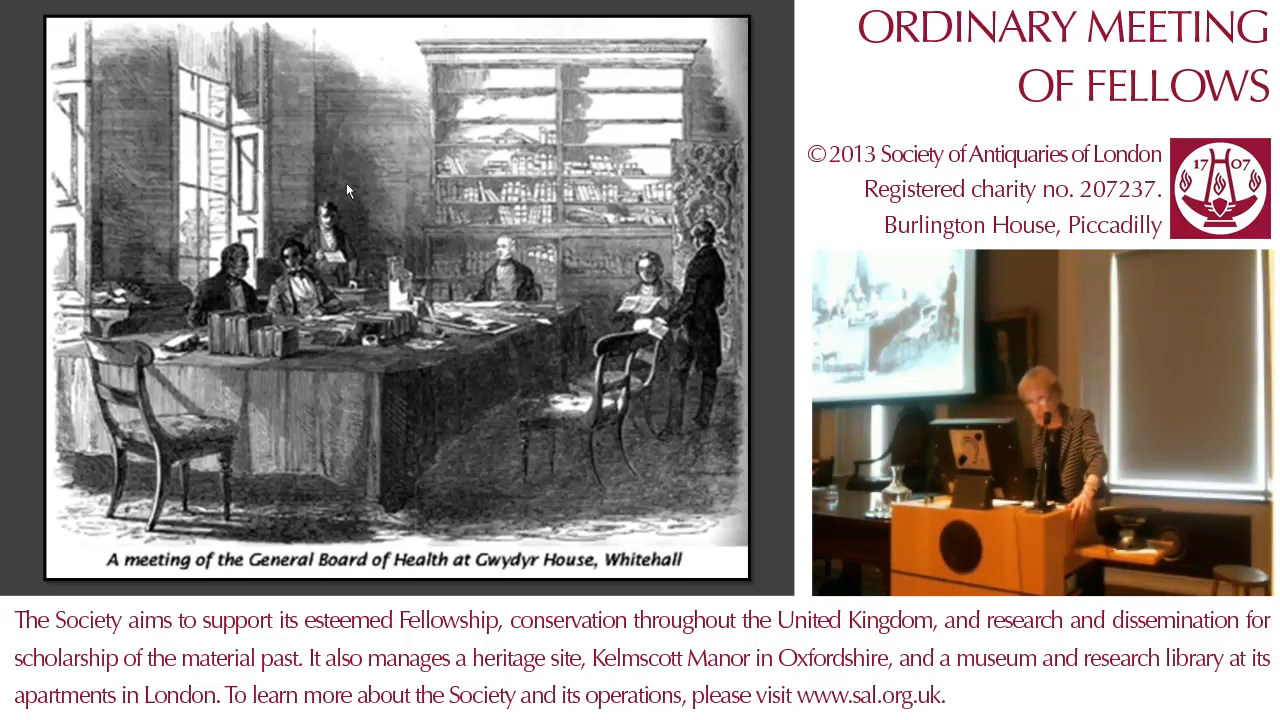 ORDINARY MEETING
OF FELLOWS
© 2013 Society of Antiquaries of London
Registered charity no. 207237.
Burlington House, Piccadilly
17 07
A meeting of the General Board of Health at Gwydyr House, Whitehall
The Society aims to support its esteemed Fellowship, conservation throughout the United Kingdom, and research and dissemination for
scholarship of the material past. It also manages a heritage site, Kelmscott Manor in Oxfordshire, and a museum and research library at its
apartments in London. To learn more about the Society and its operations, please visit www.sal.org.uk.